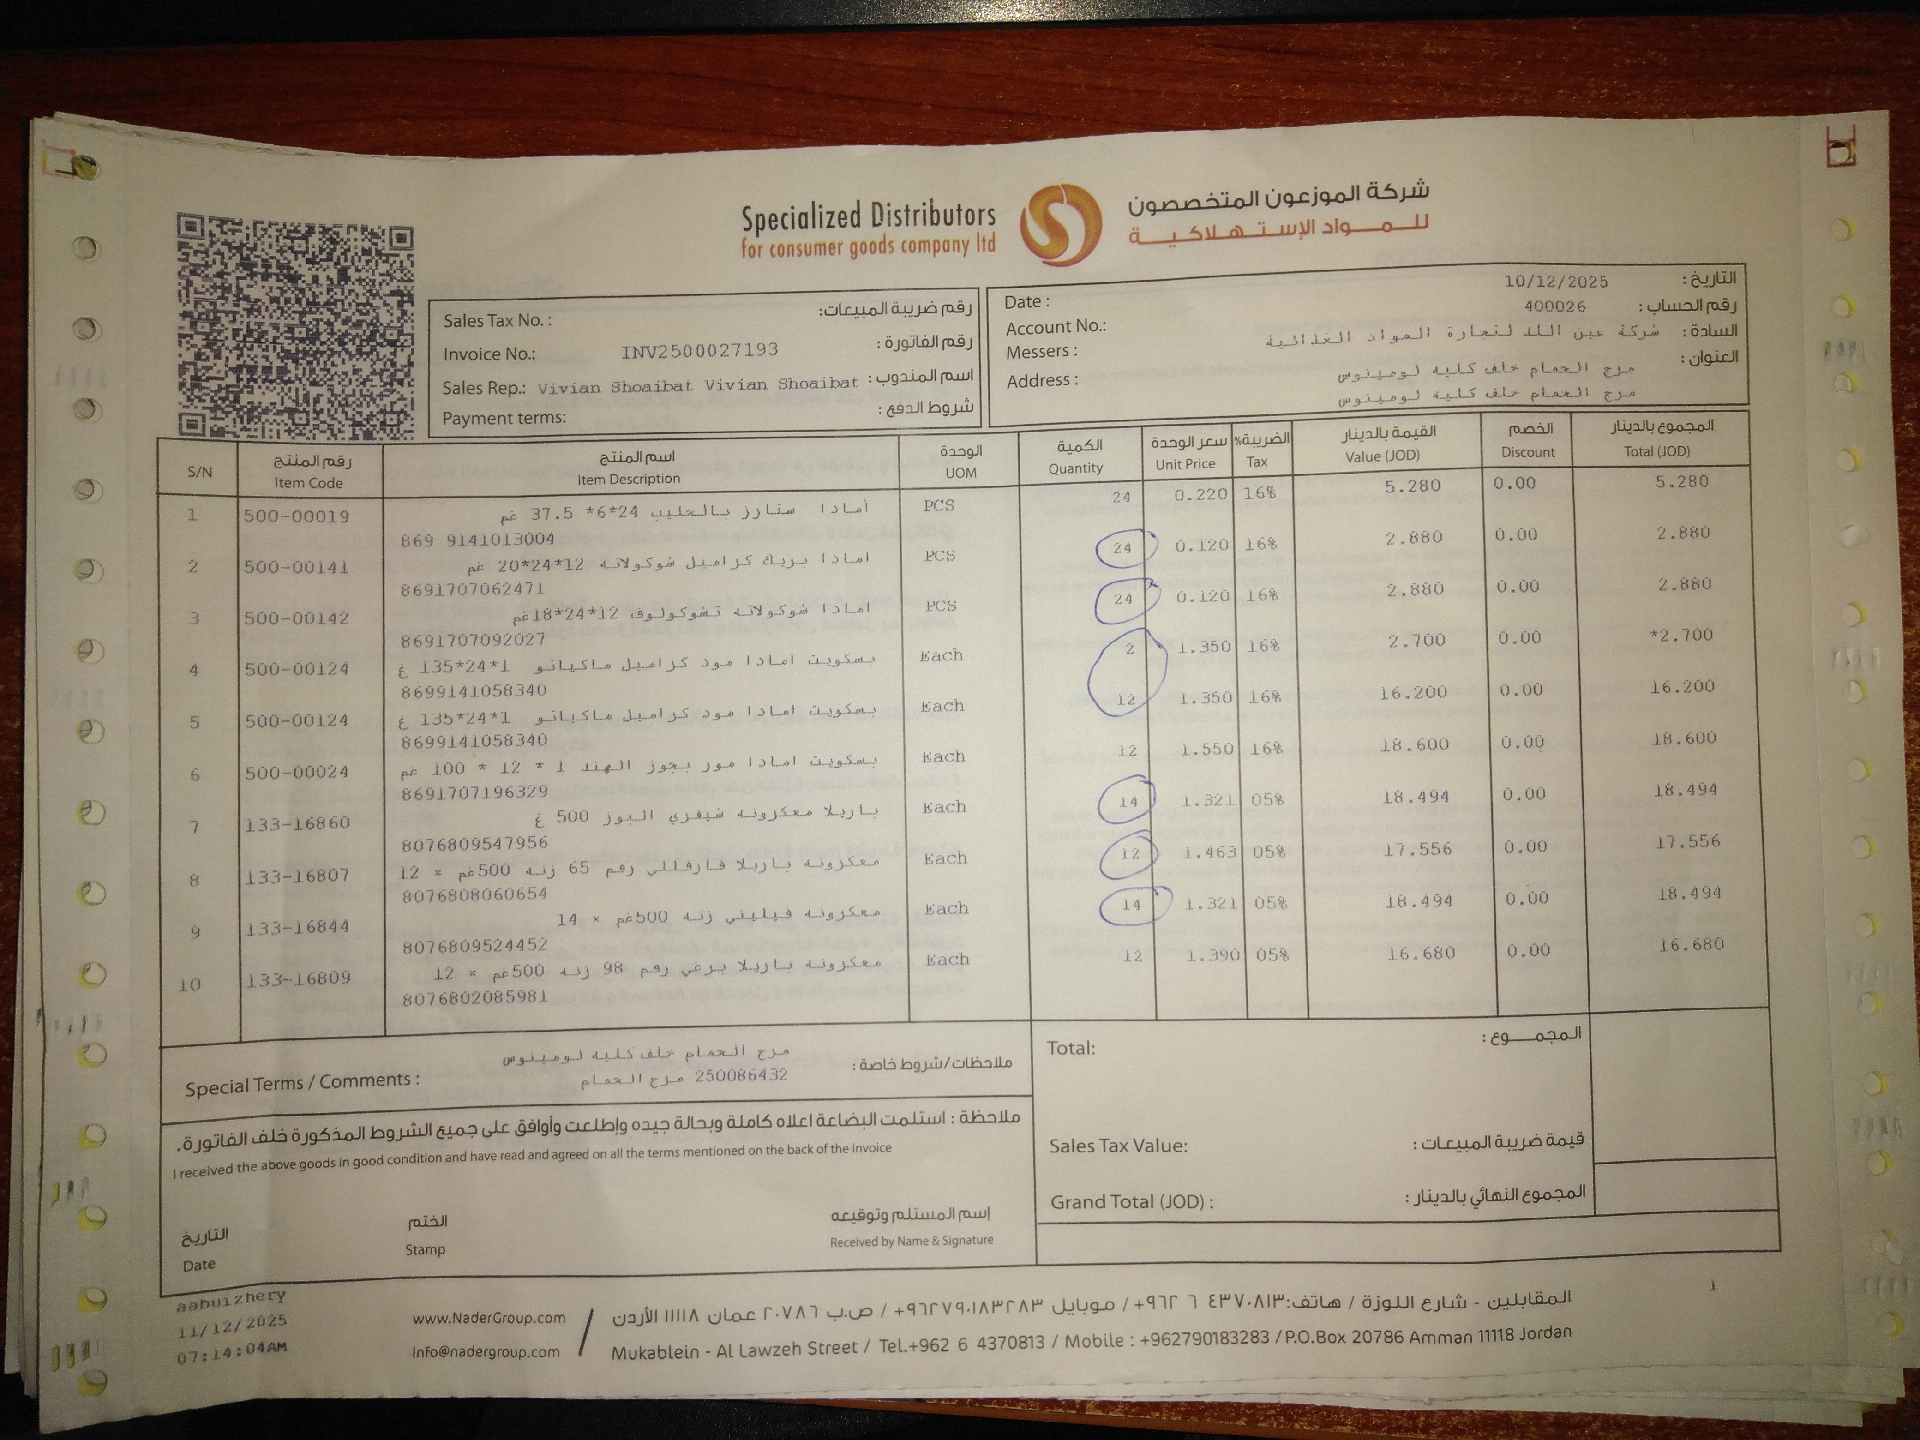 Specialized Distributors
for consumer goods company ltd
شركة الموزعون المتخصصون
للمواد الإستهلاكية
Sales Tax No. : رقم ضريبة المبيعات:
Invoice No.: INV2500027193 رقم الفاتورة :
Sales Rep.: Vivian Shoaibat Vivian Shoaibat اسم المندوب :
Payment terms: شروط الدفع :
Date : 10/12/2025 التاريخ :
Account No.: 400026 رقم الحساب :
Messers : شركة عين اللد لتجارة المواد الغذائية السادة :
Address : مرج الحمام خلف كلية لومينوس العنوان :
مرج الحمام خلف كلية لومينوس
S/N رقم المنتج اسم المنتج الوحدة الكمية سعر الوحدة الضريبة% القيمة بالدينار الخصم المجموع بالدينار
Item Code Item Description UOM Quantity Unit Price Tax Value (JOD) Discount Total (JOD)
1 500-00019 أمادا ستارز بالحليب 24*6* 37.5 غم PCS 24 0.220 16% 5.280 0.00 5.280
869 9141013004
2 500-00141 امادا بريك كراميل شوكولاته 12*24*20 غم PCS 24 0.120 16% 2.880 0.00 2.880
8691707062471
3 500-00142 امادا شوكولاته تشوكولوف 12*24*18غم PCS 24 0.120 16% 2.880 0.00 2.880
8691707092027
4 500-00124 بسكويت امادا مود كراميل ماكياتو 1*24*135 غ Each 2 1.350 16% 2.700 0.00 *2.700
8699141058340
5 500-00124 بسكويت امادا مود كراميل ماكياتو 1*24*135 غ Each 12 1.350 16% 16.200 0.00 16.200
8699141058340
6 500-00024 بسكويت امادا مور بجوز الهند 1 * 12 * 100 غم Each 12 1.550 16% 18.600 0.00 18.600
8691707196329
7 133-16860 باريلا معكرونه شيفري البوز 500 غ Each 14 1.321 05% 18.494 0.00 18.494
8076809547956
8 133-16807 معكرونه باريلا فارفللي رقم 65 زنه 500غم × 12 Each 12 1.463 05% 17.556 0.00 17.556
8076808060654
9 133-16844 معكرونه فيليني زنه 500غم × 14 Each 14 1.321 05% 18.494 0.00 18.494
8076809524452
10 133-16809 معكرونه باريلا برغي رقم 98 زنه 500غم × 12 Each 12 1.390 05% 16.680 0.00 16.680
8076802085981
Special Terms / Comments : مرج الحمام خلف كلية لومينوس ملاحظات/شروط خاصة :
250086432 مرج الحمام
Total: المجموع :
ملاحظة : استلمت البضاعة اعلاه كاملة وبحالة جيده وإطلعت وأوافق على جميع الشروط المذكورة خلف الفاتورة.
I received the above goods in good condition and have read and agreed on all the terms mentioned on the back of the invoice
Sales Tax Value: قيمة ضريبة المبيعات :
Grand Total (JOD) : المجموع النهائي بالدينار :
التاريخ الختم إسم المستلم وتوقيعه
Date Stamp Received by Name & Signature
aabuizhery
11/12/2025
07:14:04AM
1
www.NaderGroup.com
Info@nadergroup.com
المقابلين - شارع اللوزة / هاتف:٤٣٧٠٨١٣ ٦ ٩٦٢+ / موبايل ٩٦٢٧٩٠١٨٣٢٨٣+ / ص.ب ٢٠٧٨٦ عمان ١١١١٨ الأردن
Mukablein - Al Lawzeh Street / Tel.+962 6 4370813 / Mobile : +962790183283 / P.O.Box 20786 Amman 11118 Jordan